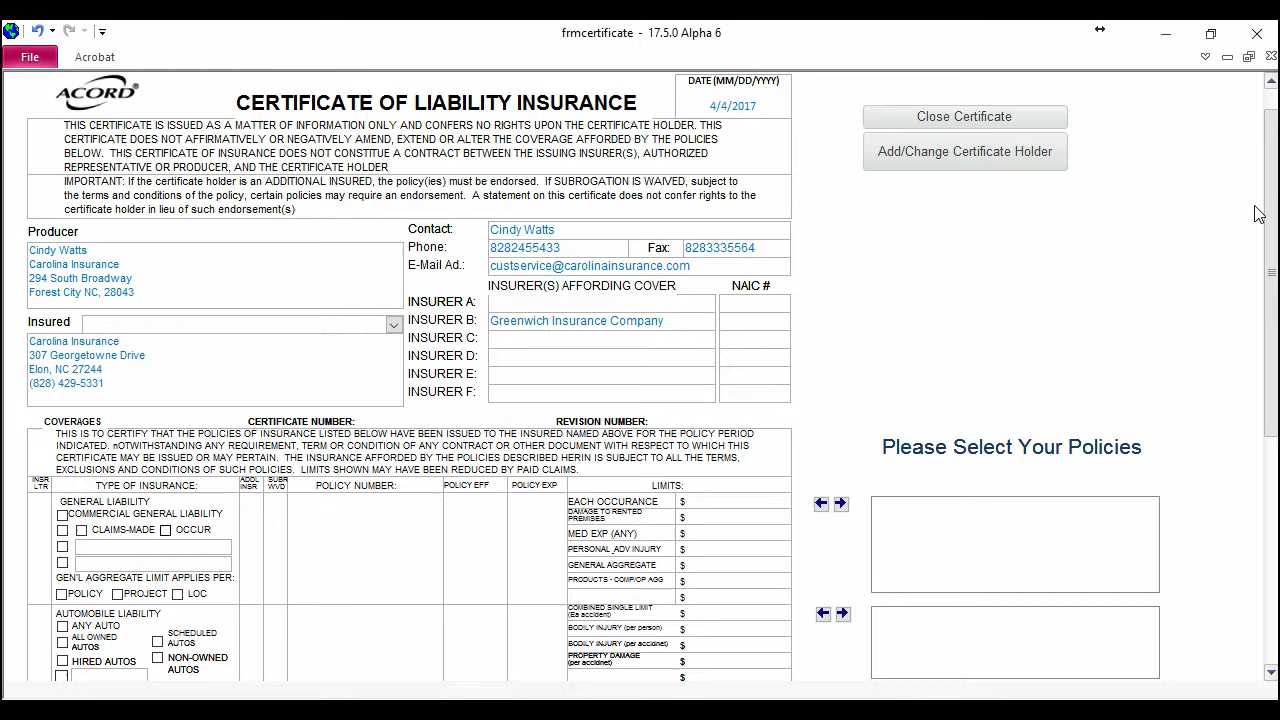 frmcertificate - 17.5.0 Alpha 6
File
Acrobat
ACORD
DATE (MM/DD/YYYY)
CERTIFICATE OF LIABILITY INSURANCE
4/4/2017
Close Certificate
Add/Change Certificate Holder
THIS CERTIFICATE IS ISSUED AS A MATTER OF INFORMATION ONLY AND CONFERS NO RIGHTS UPON THE CERTIFICATE HOLDER. THIS
CERTIFICATE DOES NOT AFFIRMATIVELY OR NEGATIVELY AMEND, EXTEND OR ALTER THE COVERAGE AFFORDED BY THE POLICIES
BELOW. THIS CERTIFICATE OF INSURANCE DOES NOT CONSTITUTE A CONTRACT BETWEEN THE ISSUING INSURER(S), AUTHORIZED
REPRESENTATIVE OR PRODUCER, AND THE CERTIFICATE HOLDER
IMPORTANT: If the certificate holder is an ADDITIONAL INSURED, the policy(ies) must be endorsed. If SUBROGATION IS WAIVED, subject to
the terms and conditions of the policy, certain policies may require an endorsement. A statement on this certificate does not confer rights to the
certificate holder in lieu of such endorsement(s)
Producer
Cindy Watts
Carolina Insurance
294 South Broadway
Forest City NC, 28043
Contact: Cindy Watts
Phone: 8282455433 Fax: 8283335564
E-Mail Ad.: custservice@carolinainsurance.com
INSURER(S) AFFORDING COVER NAIC #
INSURER A:
INSURER B: Greenwich Insurance Company
INSURER C:
INSURER D:
INSURER E:
INSURER F:
Insured
Carolina Insurance
307 Georgetowne Drive
Elon, NC 27244
(828) 429-5331
COVERAGES CERTIFICATE NUMBER: REVISION NUMBER:
THIS IS TO CERTIFY THAT THE POLICIES OF INSURANCE LISTED BELOW HAVE BEEN ISSUED TO THE INSURED NAMED ABOVE FOR THE POLICY PERIOD
INDICATED. nOTWITHSTANDING ANY REQUIREMENT, TERM OR CONDITION OF ANY CONTRACT OR OTHER DOCUMENT WITH RESPECT TO WHICH THIS
CERTIFICATE MAY BE ISSUED OR MAY PERTAIN. THE INSURANCE AFFORDED BY THE POLICIES DESCRIBED HEREIN IS SUBJECT TO ALL THE TERMS,
EXCLUSIONS AND CONDITIONS OF SUCH POLICIES. LIMITS SHOWN MAY HAVE BEEN REDUCED BY PAID CLAIMS.
INSR LTR TYPE OF INSURANCE: ADDL INSR SUBR WVD POLICY NUMBER: POLICY EFF POLICY EXP LIMITS:
GENERAL LIABILITY
COMMERCIAL GENERAL LIABILITY
CLAIMS-MADE OCCUR
GEN'L AGGREGATE LIMIT APPLIES PER:
POLICY PROJECT LOC
EACH OCCURANCE $
DAMAGE TO RENTED PREMISES $
MED EXP (ANY) $
PERSONAL ADV INJURY $
GENERAL AGGREGATE $
PRODUCTS - COMP/OP AGG $
$
AUTOMOBILE LIABILITY
ANY AUTO
ALL OWNED AUTOS
SCHEDULED AUTOS
HIRED AUTOS
NON-OWNED AUTOS
COMBINED SINGLE LIMIT (Ea accident) $
BODILY INJURY (per person) $
BODILY INJURY (per accidnet) $
PROPERTY DAMAGE (per accidnet) $
$
Please Select Your Policies